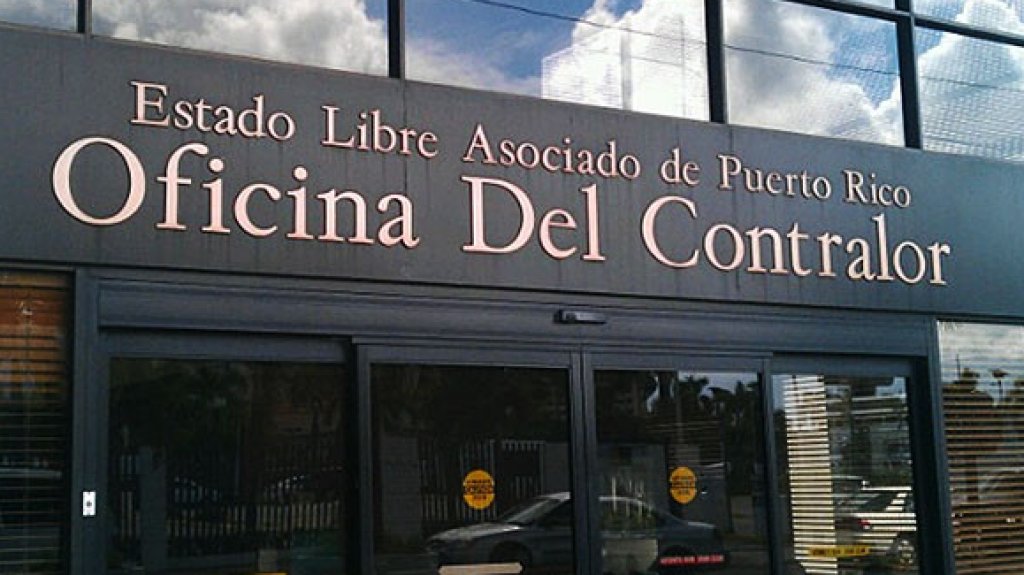 Estado Libre Asociado de Puerto Rico
Oficina Del Contralor